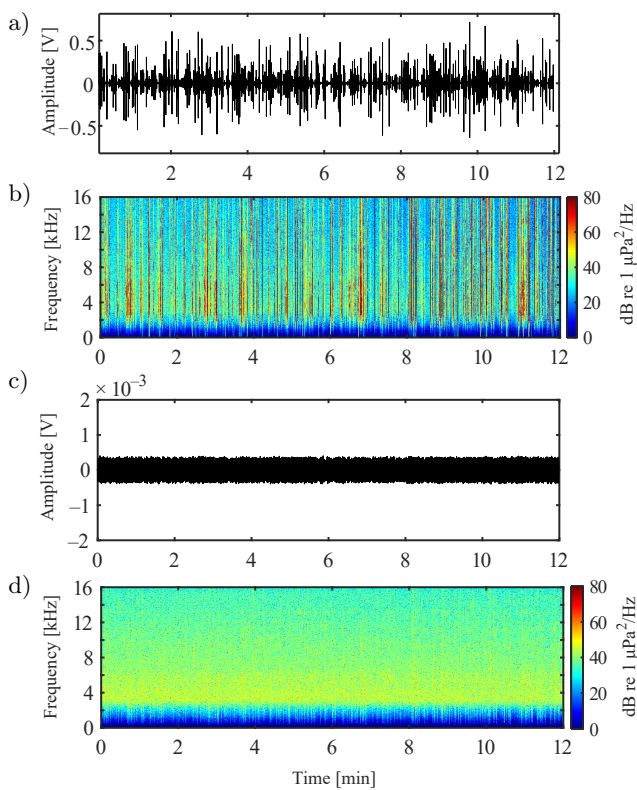 a)
Amplitude [V]
0.5
0
−0.5
2 4 6 8 10 12
b)
Frequency [kHz]
16
12
8
4
0
0 2 4 6 8 10 12
80
60
40
20
0
dB re 1 μPa²/Hz
c)
× 10⁻³
Amplitude [V]
2
1
0
−1
−2
0 2 4 6 8 10 12
d)
Frequency [kHz]
16
12
8
4
0
0 2 4 6 8 10 12
80
60
40
20
0
dB re 1 μPa²/Hz
Time [min]